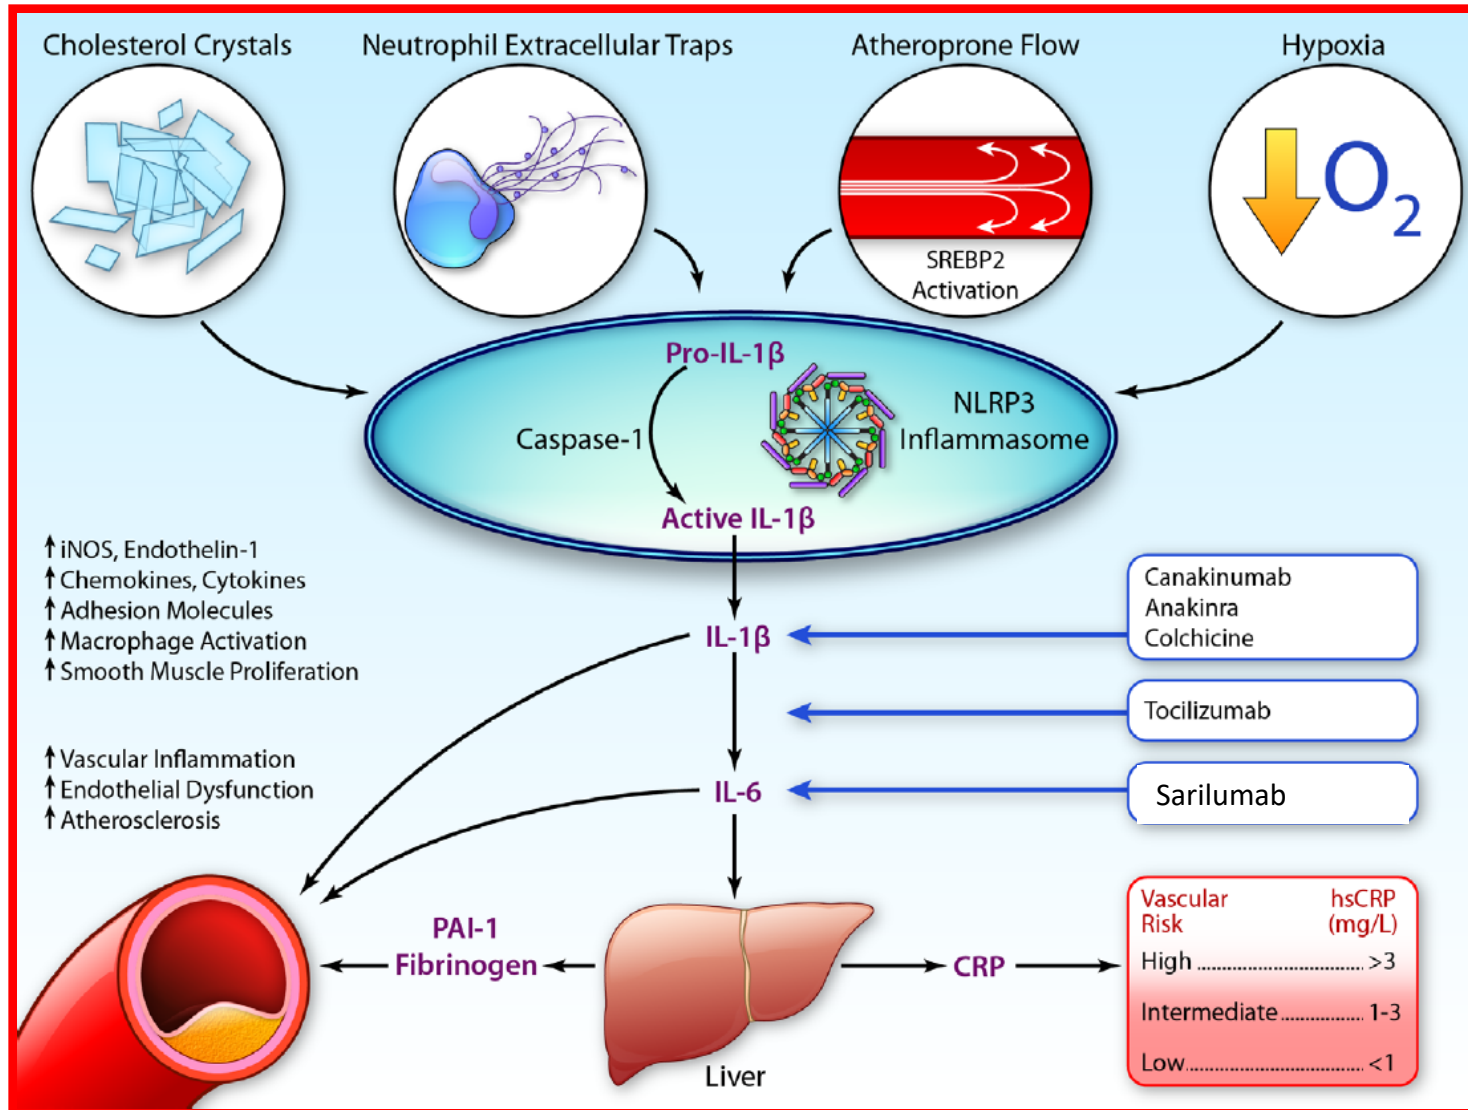 Cholesterol Crystals
Neutrophil Extracellular Traps
Atheroprone Flow
Hypoxia
SREBP2
Activation
O2
Pro-IL-1β
Caspase-1
NLRP3
Inflammasome
Active IL-1β
iNOS, Endothelin-1
Chemokines, Cytokines
Adhesion Molecules
Macrophage Activation
Smooth Muscle Proliferation
IL-1β
Canakinumab
Anakinra
Colchicine
Tocilizumab
Vascular Inflammation
Endothelial Dysfunction
Atherosclerosis
IL-6
Sarilumab
PAI-1
Fibrinogen
Liver
CRP
Vascular Risk hsCRP (mg/L)
High ........................... >3
Intermediate ............. 1-3
Low ............................ <1